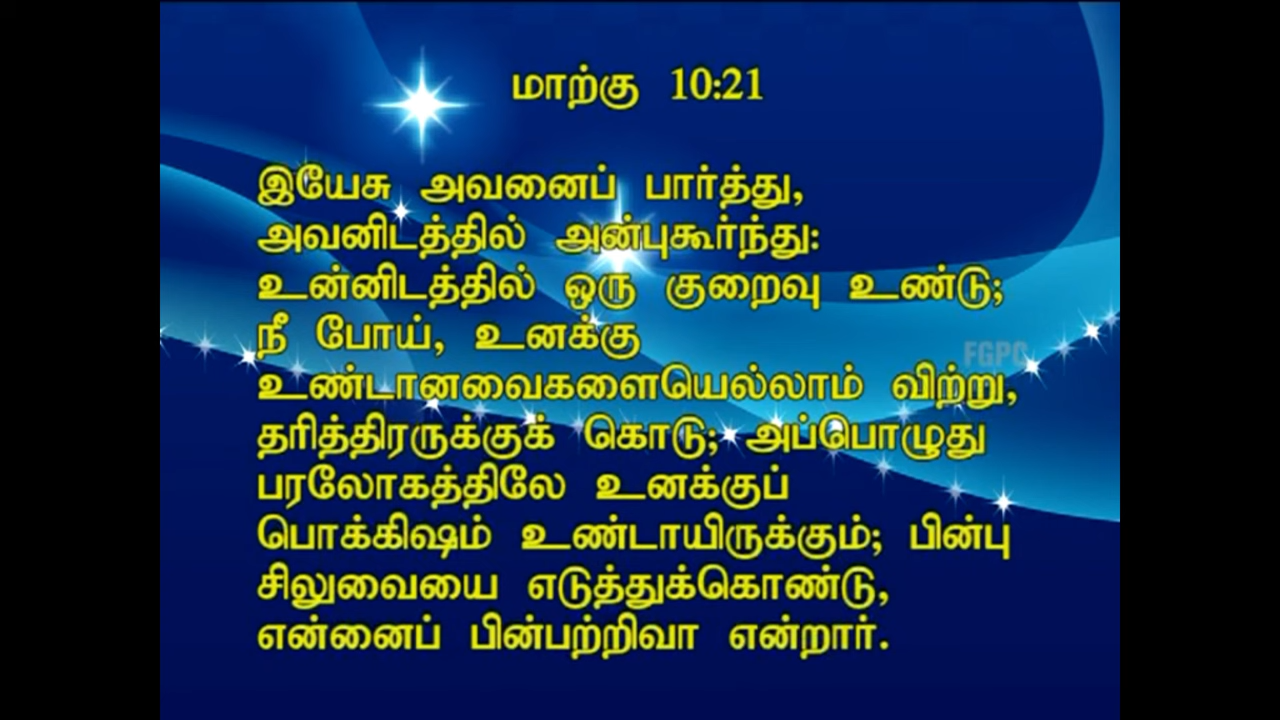 மாற்கு 10:21
இயேசு அவனைப் பார்த்து,
அவனிடத்தில் அன்புகூர்ந்து:
உன்னிடத்தில் ஒரு குறைவு உண்டு;
நீ போய், உனக்கு
உண்டானவைகளையெல்லாம் விற்று,
தரித்திரருக்குக் கொடு; அப்பொழுது
பரலோகத்திலே உனக்குப்
பொக்கிஷம் உண்டாயிருக்கும்; பின்பு
சிலுவையை எடுத்துக்கொண்டு,
என்னைப் பின்பற்றிவா என்றார்.
FGPC